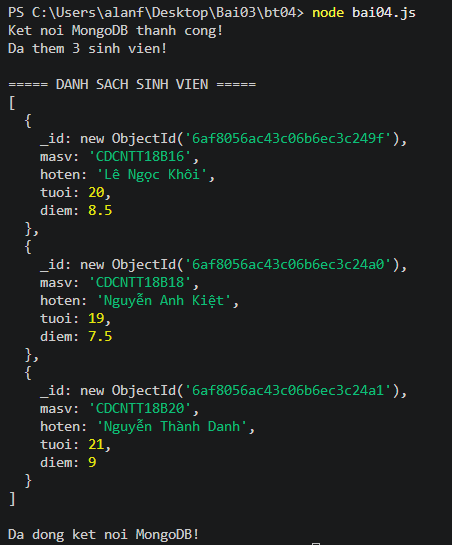 PS C:\Users\alanf\Desktop\Bai03\bt04> node bai04.js
Ket noi MongoDB thanh cong!
Da them 3 sinh vien!
===== DANH SACH SINH VIEN =====
[
{
_id: new ObjectId('6af8056ac43c06b6ec3c249f'),
masv: 'CDCNTT18B16',
hoten: 'Lê Ngọc Khôi',
tuoi: 20,
diem: 8.5
},
{
_id: new ObjectId('6af8056ac43c06b6ec3c24a0'),
masv: 'CDCNTT18B18',
hoten: 'Nguyễn Anh Kiệt',
tuoi: 19,
diem: 7.5
},
{
_id: new ObjectId('6af8056ac43c06b6ec3c24a1'),
masv: 'CDCNTT18B20',
hoten: 'Nguyễn Thành Danh',
tuoi: 21,
diem: 9
}
]
Da dong ket noi MongoDB!